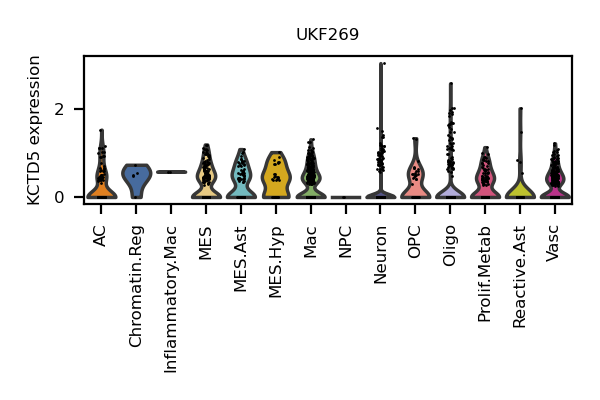 UKF269
KCTD5 expression
2
0
AC
Chromatin.Reg
Inflammatory.Mac
MES
MES.Ast
MES.Hyp
Mac
NPC
Neuron
OPC
Oligo
Prolif.Metab
Reactive.Ast
Vasc